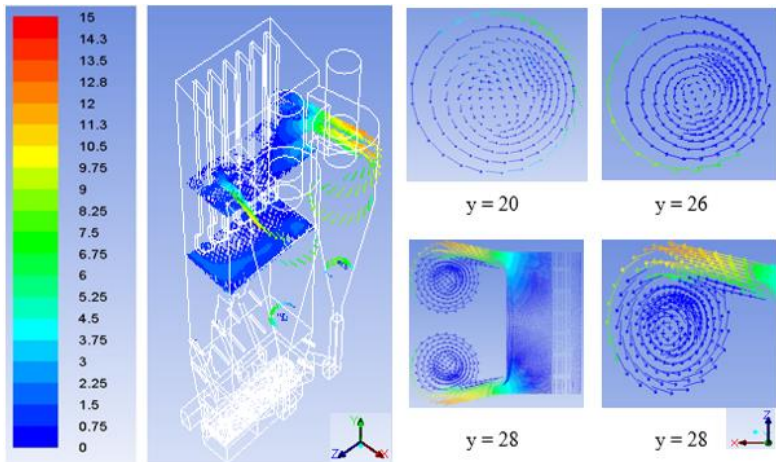 15
14.3
13.5
12.8
12
11.3
10.5
9.75
9
8.25
7.5
6.75
6
5.25
4.5
3.75
3
2.25
1.5
0.75
0
Y
Z
X
y = 20
y = 26
y = 28
y = 28
Z
X